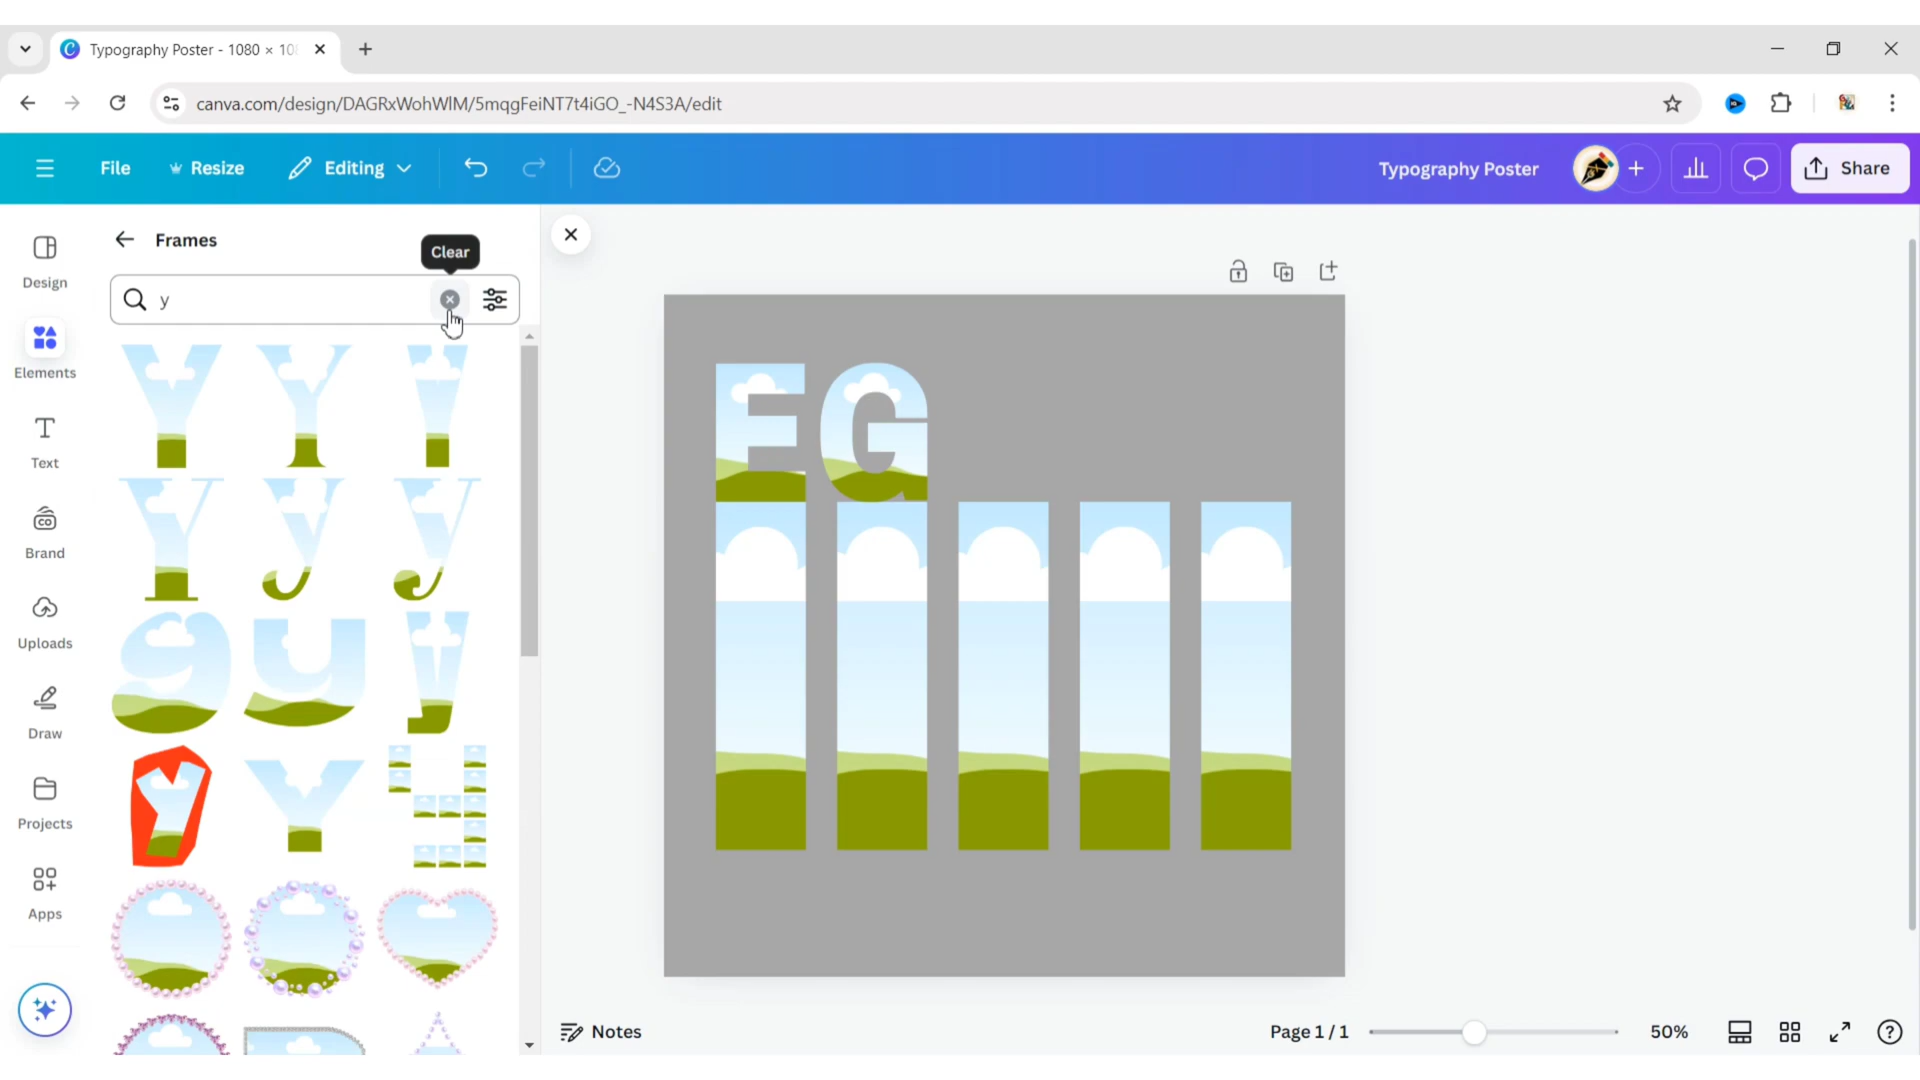 Typography Poster - 1080 × 10
canva.com/design/DAGRxWohWlM/5mqgFeiNT7t4iGO_-N4S3A/edit
File
Resize
Editing
Typography Poster
Share
Design
Elements
Text
Brand
Uploads
Draw
Projects
Apps
Frames
Clear
y
Y Y Y
Y y y
g y y
Y Y y
EG
Notes
Page 1 / 1
50%